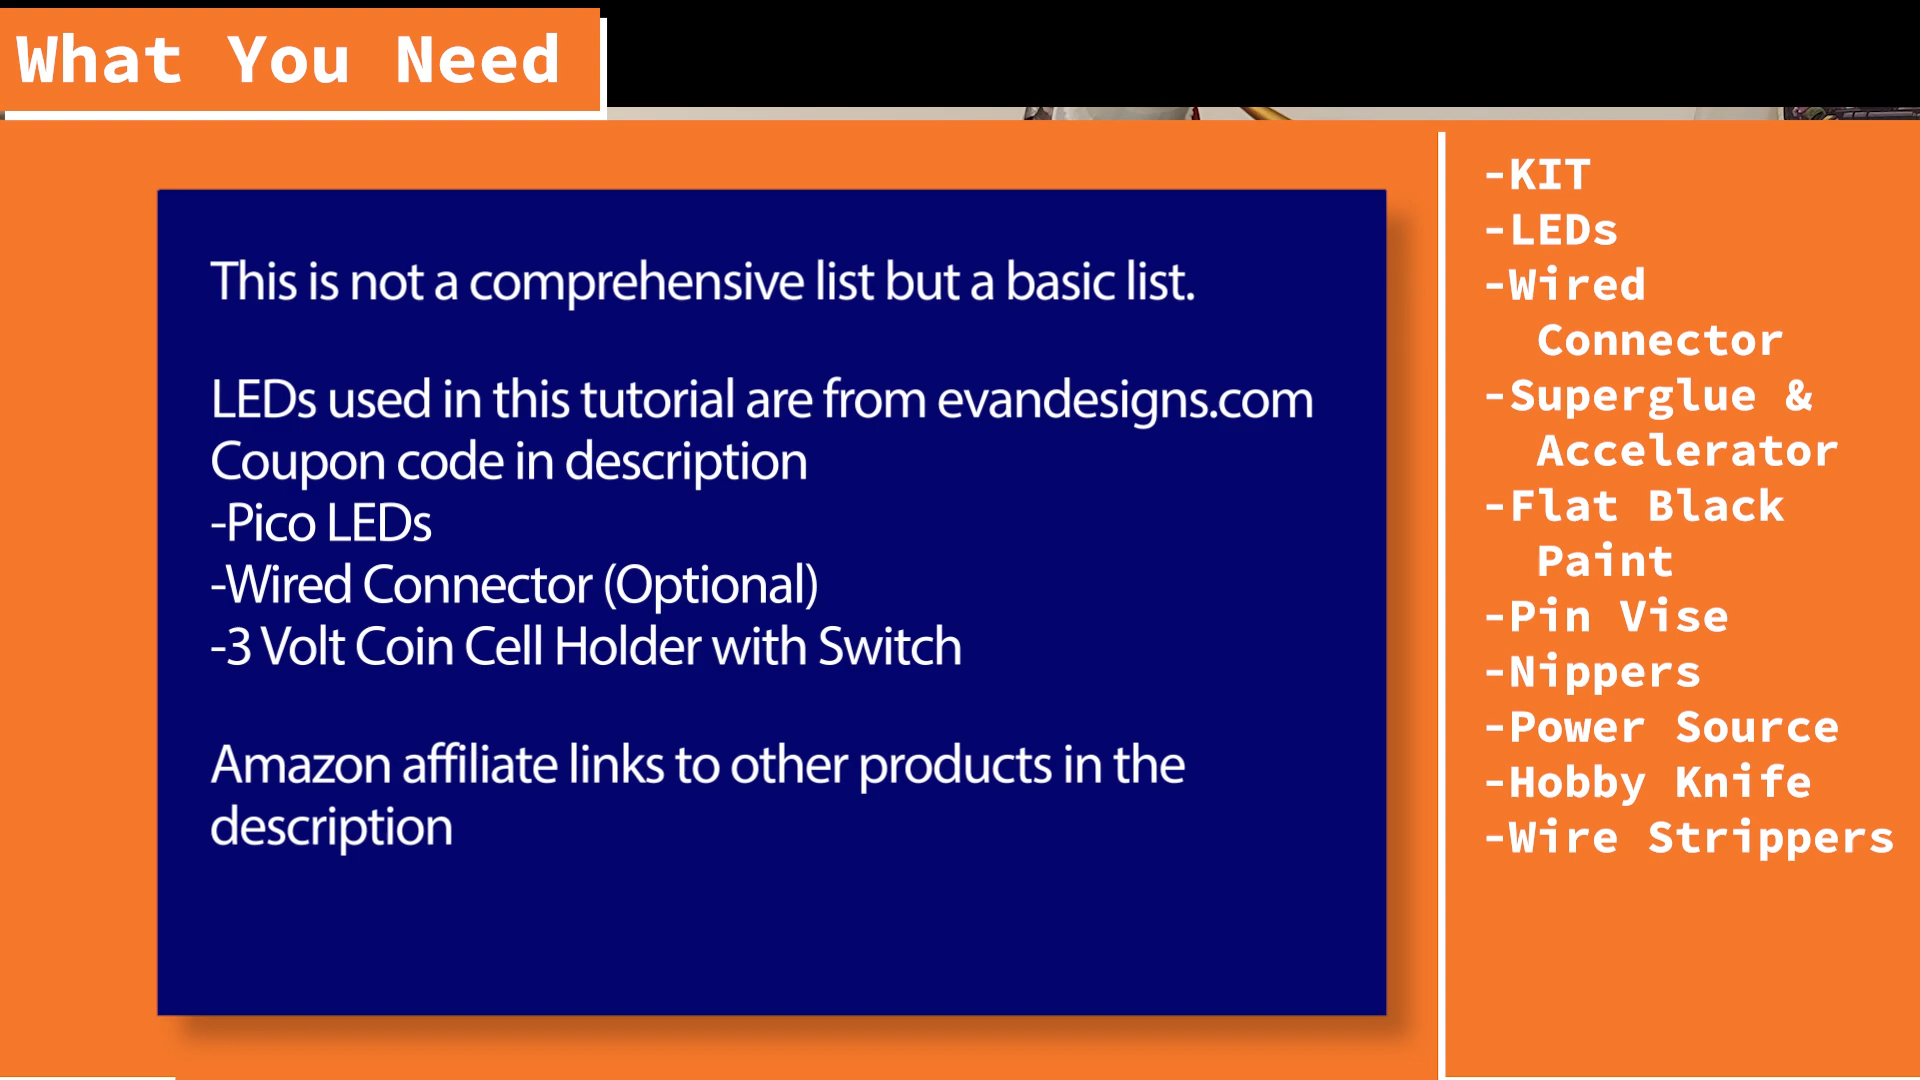 What You Need
This is not a comprehensive list but a basic list.
LEDs used in this tutorial are from evandesigns.com
Coupon code in description
-Pico LEDs
-Wired Connector (Optional)
-3 Volt Coin Cell Holder with Switch
Amazon affiliate links to other products in the
description
-KIT
-LEDs
-Wired
Connector
-Superglue &
Accelerator
-Flat Black
Paint
-Pin Vise
-Nippers
-Power Source
-Hobby Knife
-Wire Strippers